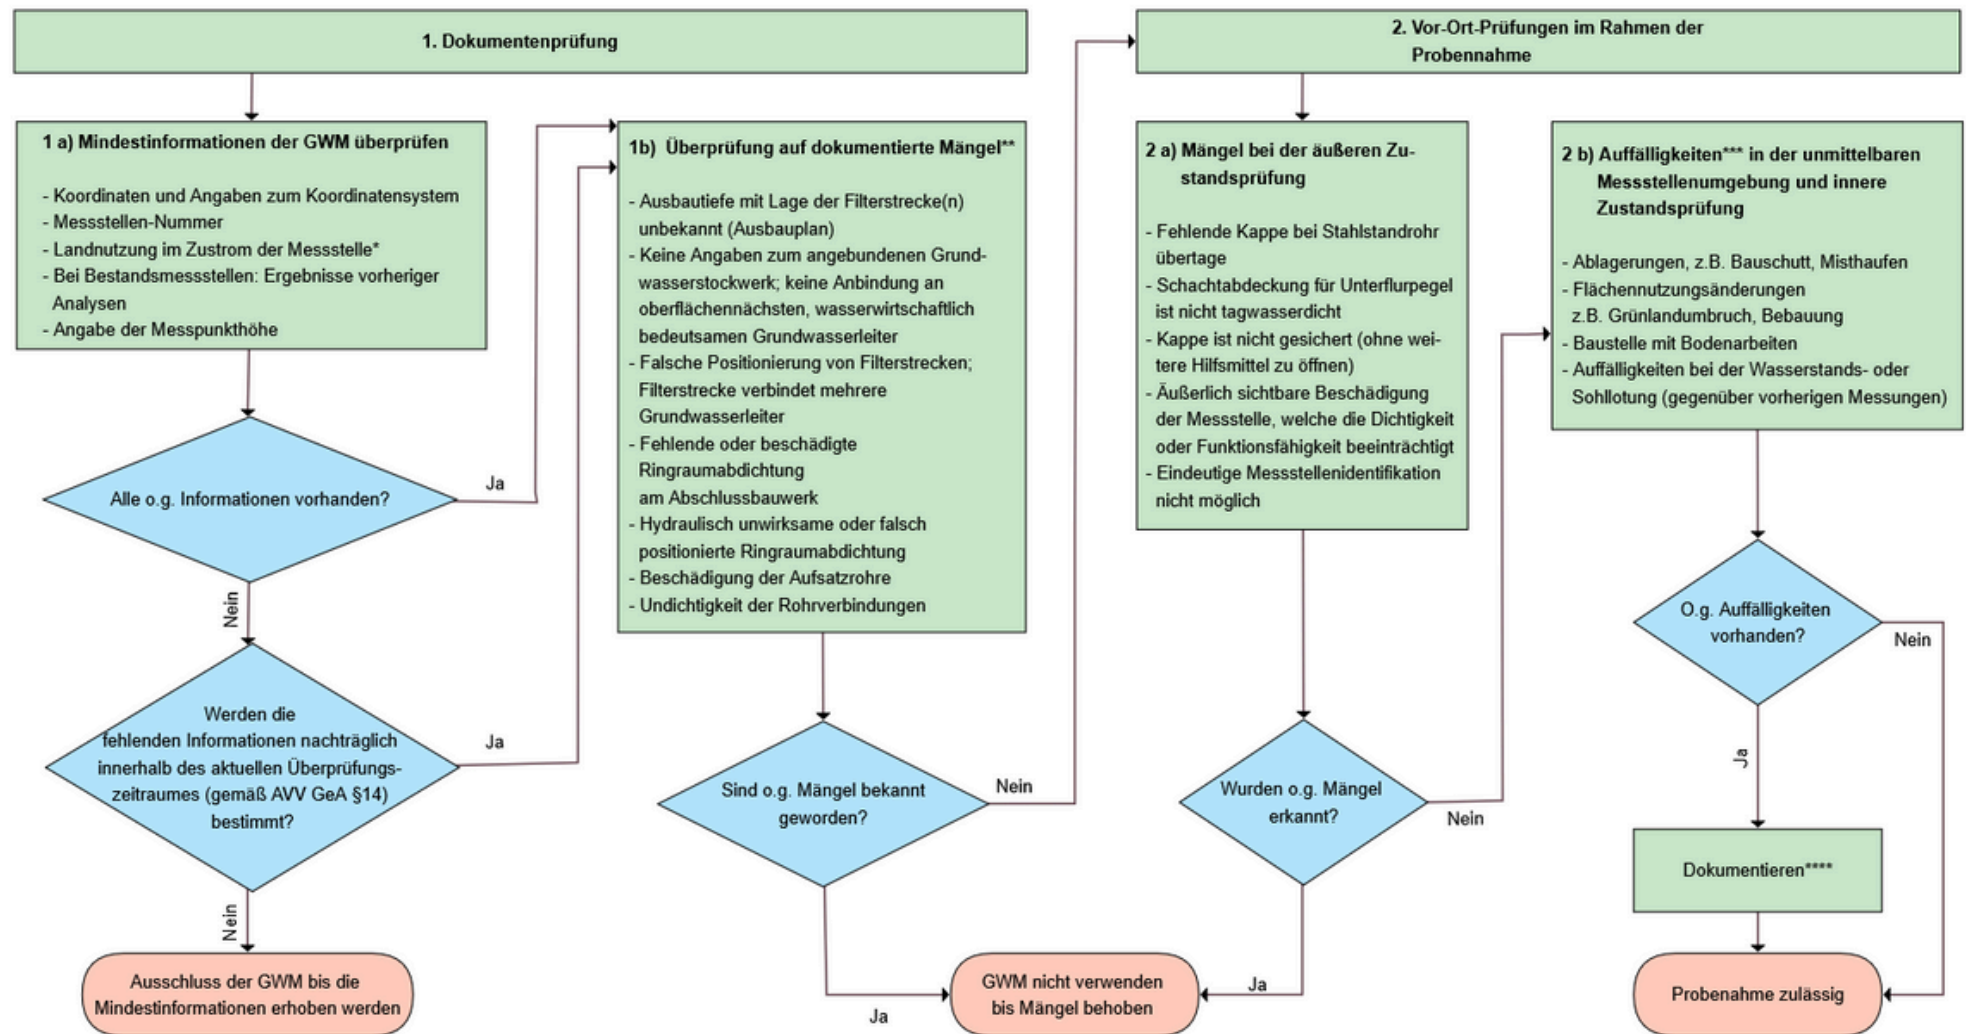 1. Dokumentenprüfung
1 a) Mindestinformationen der GWM überprüfen
- Koordinaten und Angaben zum Koordinatensystem
- Messstellen-Nummer
- Landnutzung im Zustrom der Messstelle*
- Bei Bestandsmessstellen: Ergebnisse vorheriger
Analysen
- Angabe der Messpunkthöhe
Alle o.g. Informationen vorhanden?
Ja
Nein
Werden die
fehlenden Informationen nachträglich
innerhalb des aktuellen Überprüfungs-
zeitraumes (gemäß AVV GeA §14)
bestimmt?
Ja
Nein
Ausschluss der GWM bis die
Mindestinformationen erhoben werden
1b) Überprüfung auf dokumentierte Mängel**
- Ausbautiefe mit Lage der Filterstrecke(n)
unbekannt (Ausbauplan)
- Keine Angaben zum angebundenen Grund-
wasserstockwerk; keine Anbindung an
oberflächennächsten, wasserwirtschaftlich
bedeutsamen Grundwasserleiter
- Falsche Positionierung von Filterstrecken;
Filterstrecke verbindet mehrere
Grundwasserleiter
- Fehlende oder beschädigte
Ringraumabdichtung
am Abschlussbauwerk
- Hydraulisch unwirksame oder falsch
positionierte Ringraumabdichtung
- Beschädigung der Aufsatzrohre
- Undichtigkeit der Rohrverbindungen
Sind o.g. Mängel bekannt
geworden?
Nein
Ja
GWM nicht verwenden
bis Mängel behoben
2. Vor-Ort-Prüfungen im Rahmen der
Probennahme
2 a) Mängel bei der äußeren Zu-
standsprüfung
- Fehlende Kappe bei Stahlstandrohr
übertage
- Schachtabdeckung für Unterflurpegel
ist nicht tagwasserdicht
- Kappe ist nicht gesichert (ohne wei-
tere Hilfsmittel zu öffnen)
- Äußerlich sichtbare Beschädigung
der Messstelle, welche die Dichtigkeit
oder Funktionsfähigkeit beeinträchtigt
- Eindeutige Messstellenidentifikation
nicht möglich
Wurden o.g. Mängel
erkannt?
Nein
Ja
2 b) Auffälligkeiten*** in der unmittelbaren
Messstellenumgebung und innere
Zustandsprüfung
- Ablagerungen, z.B. Bauschutt, Misthaufen
- Flächennutzungsänderungen
z.B. Grünlandumbruch, Bebauung
- Baustelle mit Bodenarbeiten
- Auffälligkeiten bei der Wasserstands- oder
Sohllotung (gegenüber vorherigen Messungen)
O.g. Auffälligkeiten
vorhanden?
Nein
Ja
Dokumentieren****
Probenahme zulässig